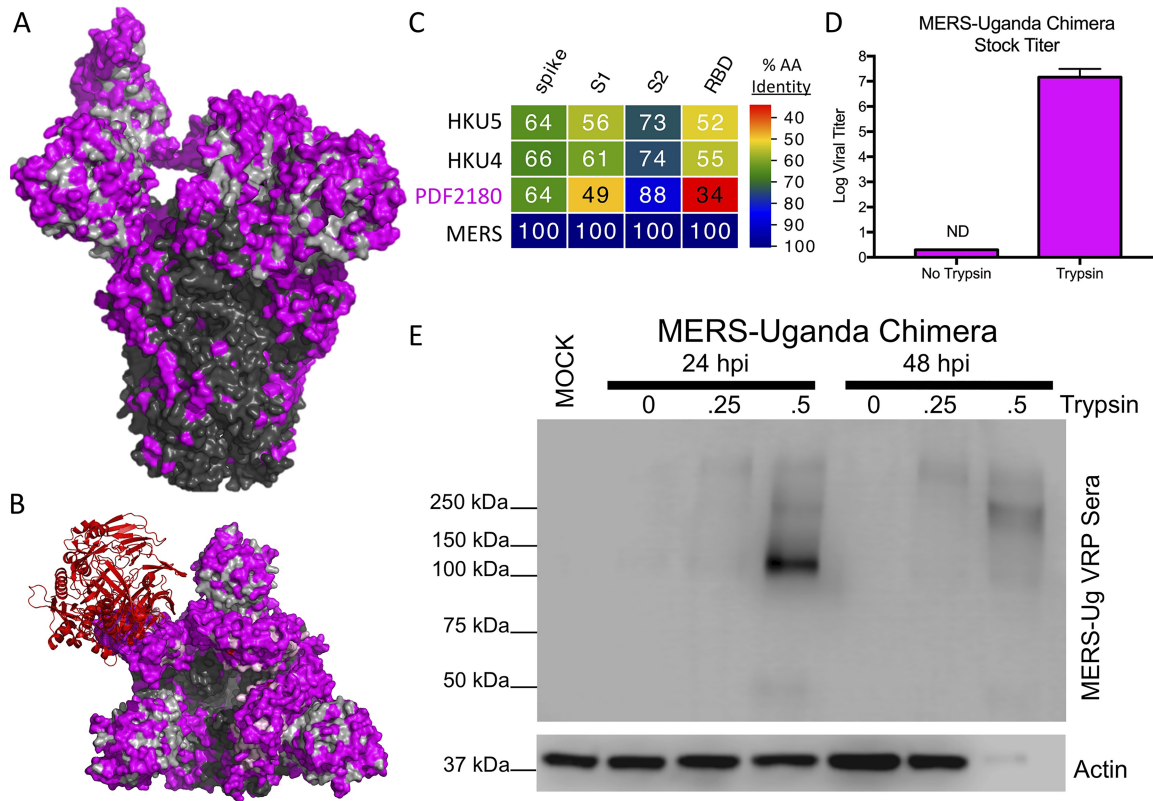 A
B
C
spike S1 S2 RBD
% AA
Identity
HKU5 64 56 73 52
HKU4 66 61 74 55
PDF2180 64 49 88 34
MERS 100 100 100 100
40
50
60
70
80
90
100
D
MERS-Uganda Chimera
Stock Titer
Log Viral Titer
8
7
6
5
4
3
2
1
0
ND
No Trypsin Trypsin
E
MERS-Uganda Chimera
MOCK
24 hpi 48 hpi
0 .25 .5 0 .25 .5 Trypsin
250 kDa
150 kDa
100 kDa
75 kDa
50 kDa
MERS-Ug VRP Sera
37 kDa
Actin